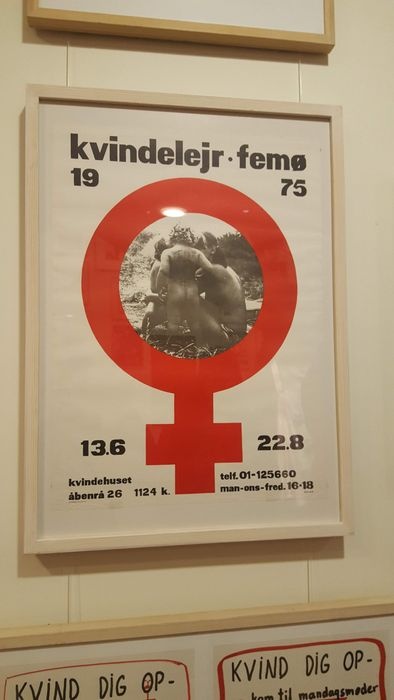 kvindelejr·femø
19 75
13.6 22.8
kvindehuset telf.01-125660
åbenrå 26 1124 k. man-ons-fred. 16-18
KVIND DIG OP- KVIND DIG OP-
kom til mandagsmøder